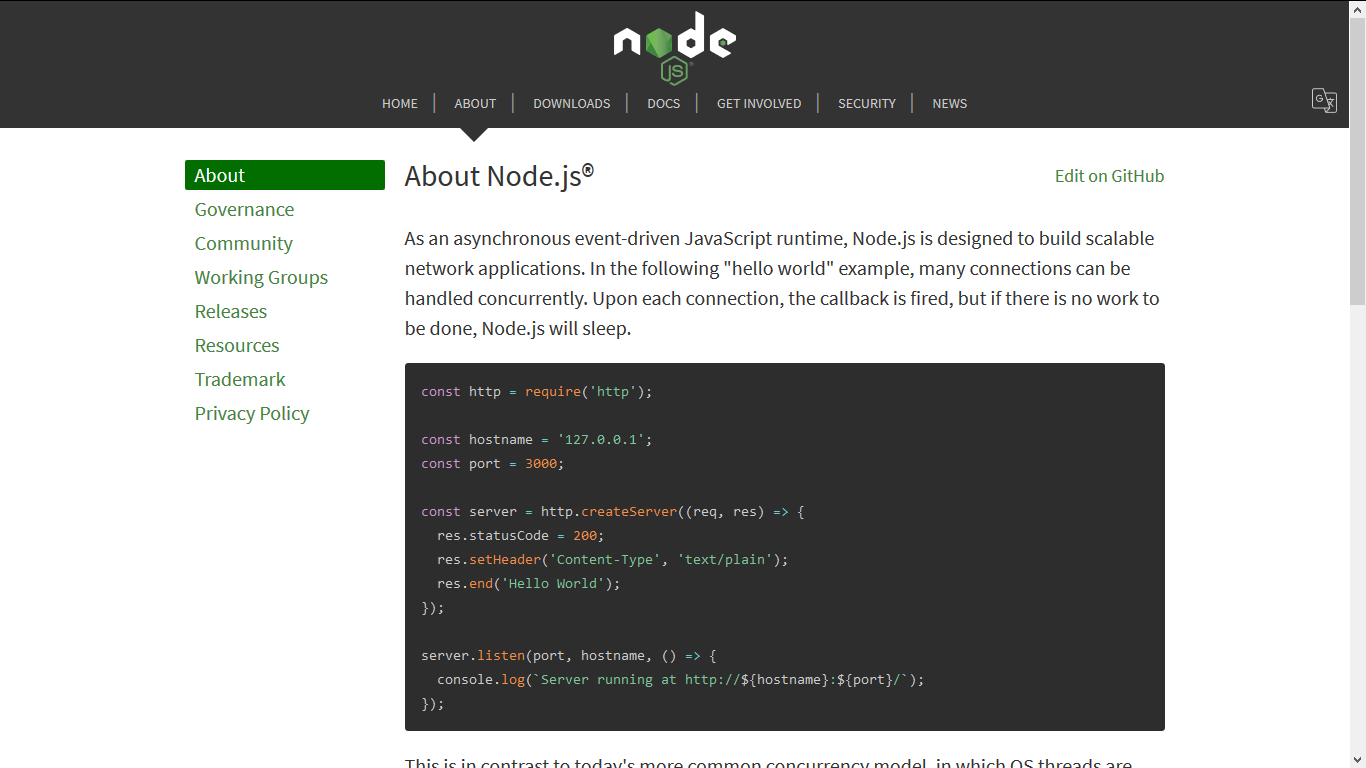 node
JS
HOME
ABOUT
DOWNLOADS
DOCS
GET INVOLVED
SECURITY
NEWS
G
About
Governance
Community
Working Groups
Releases
Resources
Trademark
Privacy Policy
About Node.js®
Edit on GitHub
As an asynchronous event-driven JavaScript runtime, Node.js is designed to build scalable
network applications. In the following "hello world" example, many connections can be
handled concurrently. Upon each connection, the callback is fired, but if there is no work to
be done, Node.js will sleep.
const http = require('http');
const hostname = '127.0.0.1';
const port = 3000;
const server = http.createServer((req, res) => {
  res.statusCode = 200;
  res.setHeader('Content-Type', 'text/plain');
  res.end('Hello World');
});
server.listen(port, hostname, () => {
  console.log(`Server running at http://${hostname}:${port}/`);
});
This is in contrast to today's more common concurrency model, in which OS threads are